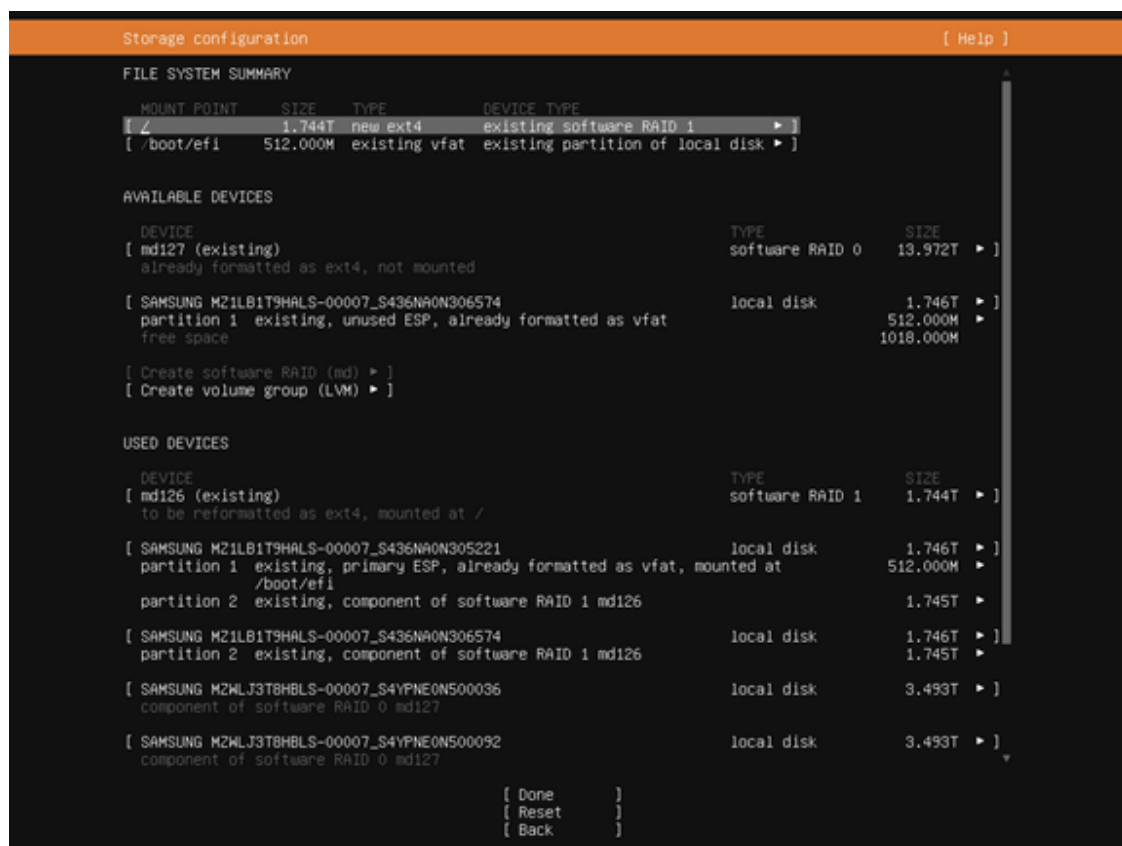 Storage configuration [ Help ]
FILE SYSTEM SUMMARY
MOUNT POINT SIZE TYPE DEVICE TYPE
[ / 1.744T new ext4 existing software RAID 1 ► ]
[ /boot/efi 512.000M existing vfat existing partition of local disk ► ]
AVAILABLE DEVICES
DEVICE TYPE SIZE
[ md127 (existing) software RAID 0 13.972T ► ]
already formatted as ext4, not mounted
[ SAMSUNG MZ1LB1T9HALS-00007_S436NA0N306574 local disk 1.746T ► ]
partition 1 existing, unused ESP, already formatted as vfat 512.000M ►
free space 1018.000M
[ Create software RAID (md) ► ]
[ Create volume group (LVM) ► ]
USED DEVICES
DEVICE TYPE SIZE
[ md126 (existing) software RAID 1 1.744T ► ]
to be reformatted as ext4, mounted at /
[ SAMSUNG MZ1LB1T9HALS-00007_S436NA0N305221 local disk 1.746T ► ]
partition 1 existing, primary ESP, already formatted as vfat, mounted at 512.000M ►
/boot/efi
partition 2 existing, component of software RAID 1 md126 1.745T ►
[ SAMSUNG MZ1LB1T9HALS-00007_S436NA0N306574 local disk 1.746T ► ]
partition 2 existing, component of software RAID 1 md126 1.745T ►
[ SAMSUNG MZWLJ3T8HBLS-00007_S4YPNE0N500036 local disk 3.493T ► ]
component of software RAID 0 md127
[ SAMSUNG MZWLJ3T8HBLS-00007_S4YPNE0N500092 local disk 3.493T ► ]
component of software RAID 0 md127
[ Done ]
[ Reset ]
[ Back ]